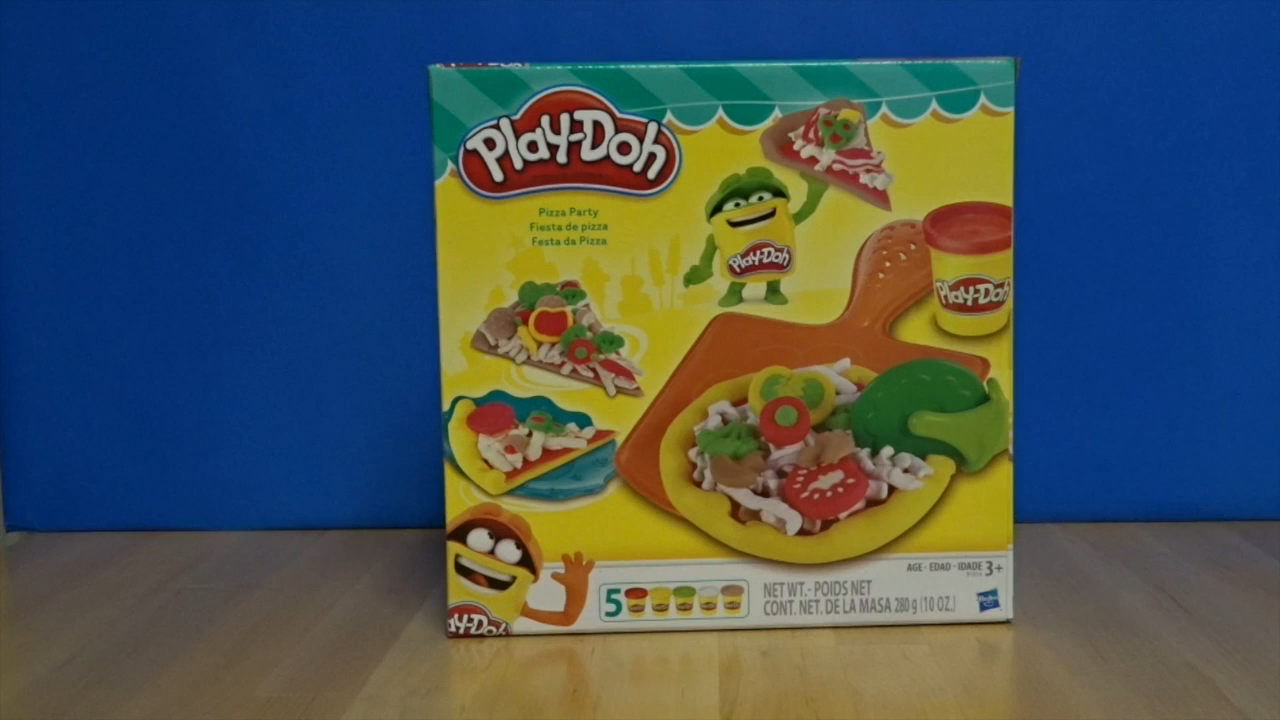 Play-Doh
Pizza Party
Fiesta de pizza
Festa da Pizza
Play-Doh
Play-Doh
AGE - EDAD - IDADE 3+
5
NET WT.- POIDS NET
CONT. NET. DE LA MASA 280 g (10 OZ.)
Hasbro
AY-DOH